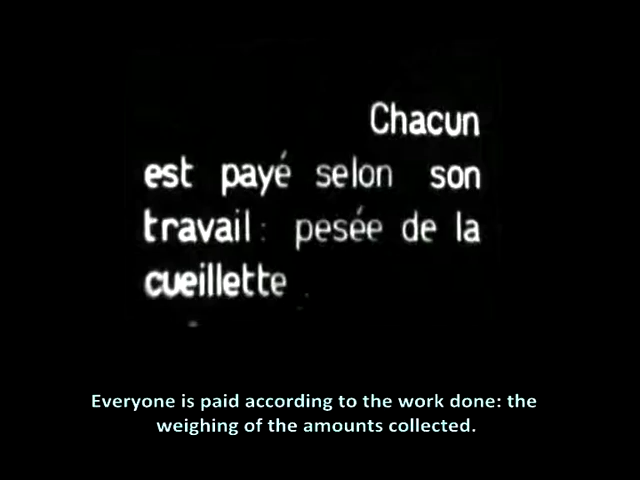 Chacun
est payé selon son
travail: pesée de la
cueillette
Everyone is paid according to the work done: the
weighing of the amounts collected.